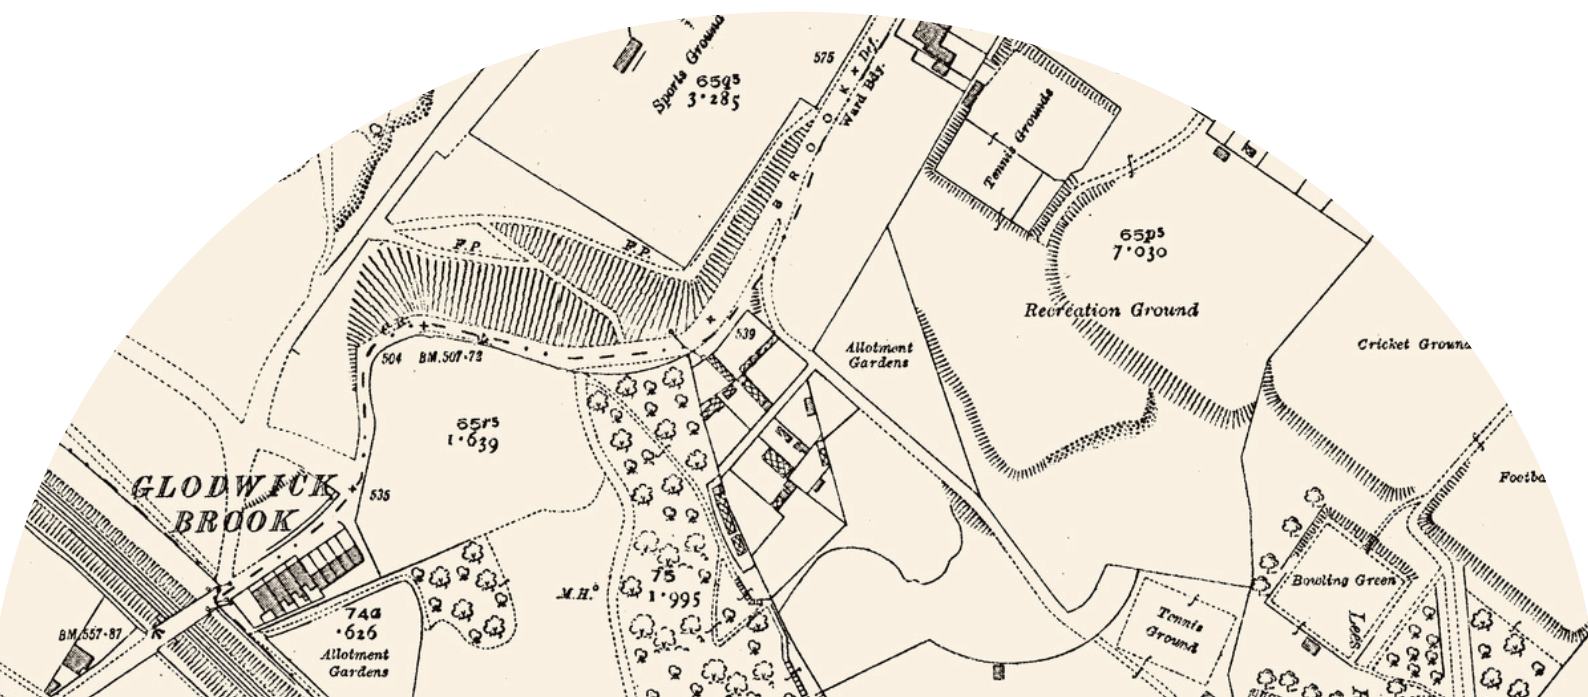 575
Sports Ground
65qs
3·285
BROOK
× Def.
Ward Bdy.
Tennis Grounds
65ps
7·030
Recreation Ground
F.P.
F.P.
C.R.
504
BM.507·72
539
Allotment
Gardens
Cricket Ground
65rs
1·639
GLODWICK
BROOK
535
Footba
M.H.
75
1·995
Bowling Green
Lees
BM.557·87
74a
·626
Allotment
Gardens
Tennis
Ground